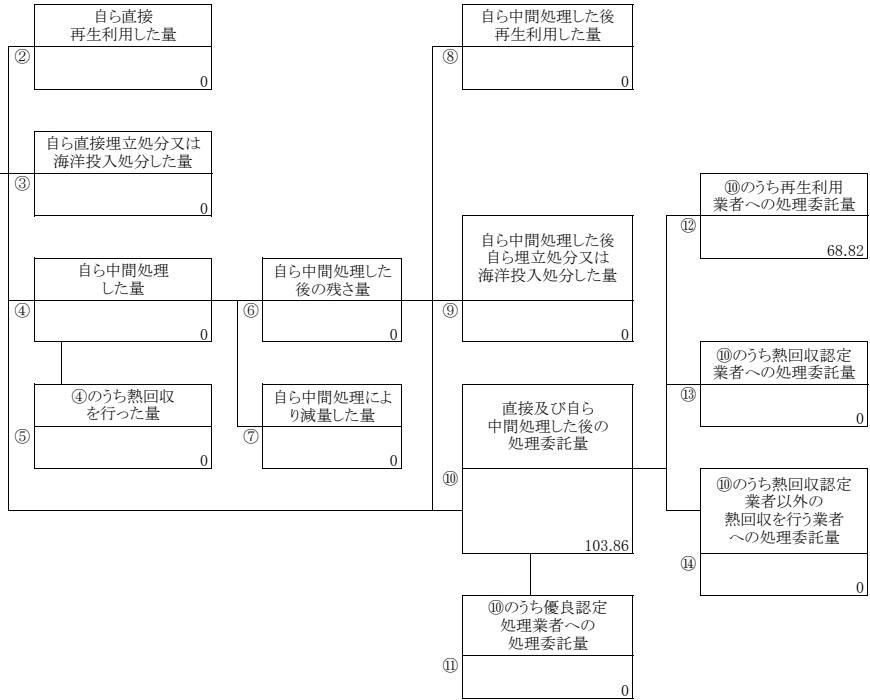 自ら直接
再生利用した量
②
0
自ら直接埋立処分又は
海洋投入処分した量
③
0
自ら中間処理
した量
④
0
④のうち熱回収
を行った量
⑤
0
自ら中間処理した
後の残さ量
⑥
0
自ら中間処理によ
り減量した量
⑦
0
自ら中間処理した後
再生利用した量
⑧
0
自ら中間処理した後
自ら埋立処分又は
海洋投入処分した量
⑨
0
直接及び自ら
中間処理した後の
処理委託量
⑩
103.86
⑩のうち優良認定
処理業者への
処理委託量
⑪
0
⑩のうち再生利用
業者への処理委託量
⑫
68.82
⑩のうち熱回収認定
業者への処理委託量
⑬
0
⑩のうち熱回収認定
業者以外の
熱回収を行う業者
への処理委託量
⑭
0